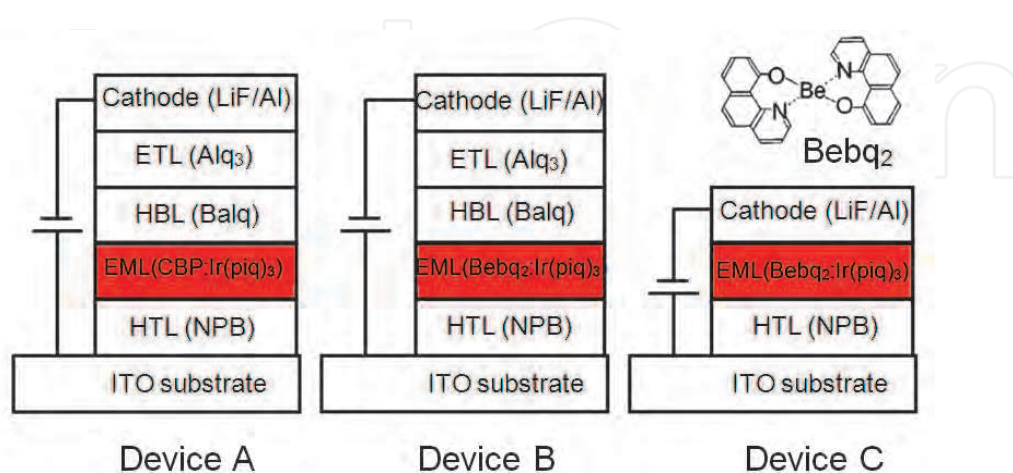 Cathode (LiF/Al)
ETL (Alq₃)
HBL (Balq)
EML(CBP:Ir(piq)₃)
HTL (NPB)
ITO substrate
Device A
Cathode (LiF/Al)
ETL (Alq₃)
HBL (Balq)
EML(Bebq₂:Ir(piq)₃
HTL (NPB)
ITO substrate
Device B
O
N
Be
N
O
Bebq₂
Cathode (LiF/Al)
EML(Bebq₂:Ir(piq)₃)
HTL (NPB)
ITO substrate
Device C